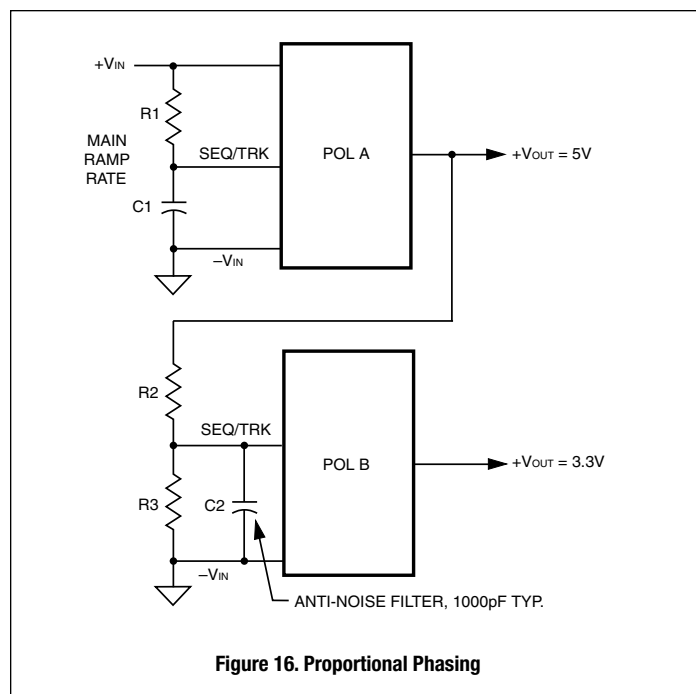 +VIN
R1
MAIN
RAMP
RATE
SEQ/TRK
POL A
+VOUT = 5V
C1
–VIN
R2
SEQ/TRK
POL B
+VOUT = 3.3V
R3
C2
–VIN
ANTI-NOISE FILTER, 1000pF TYP.
Figure 16. Proportional Phasing